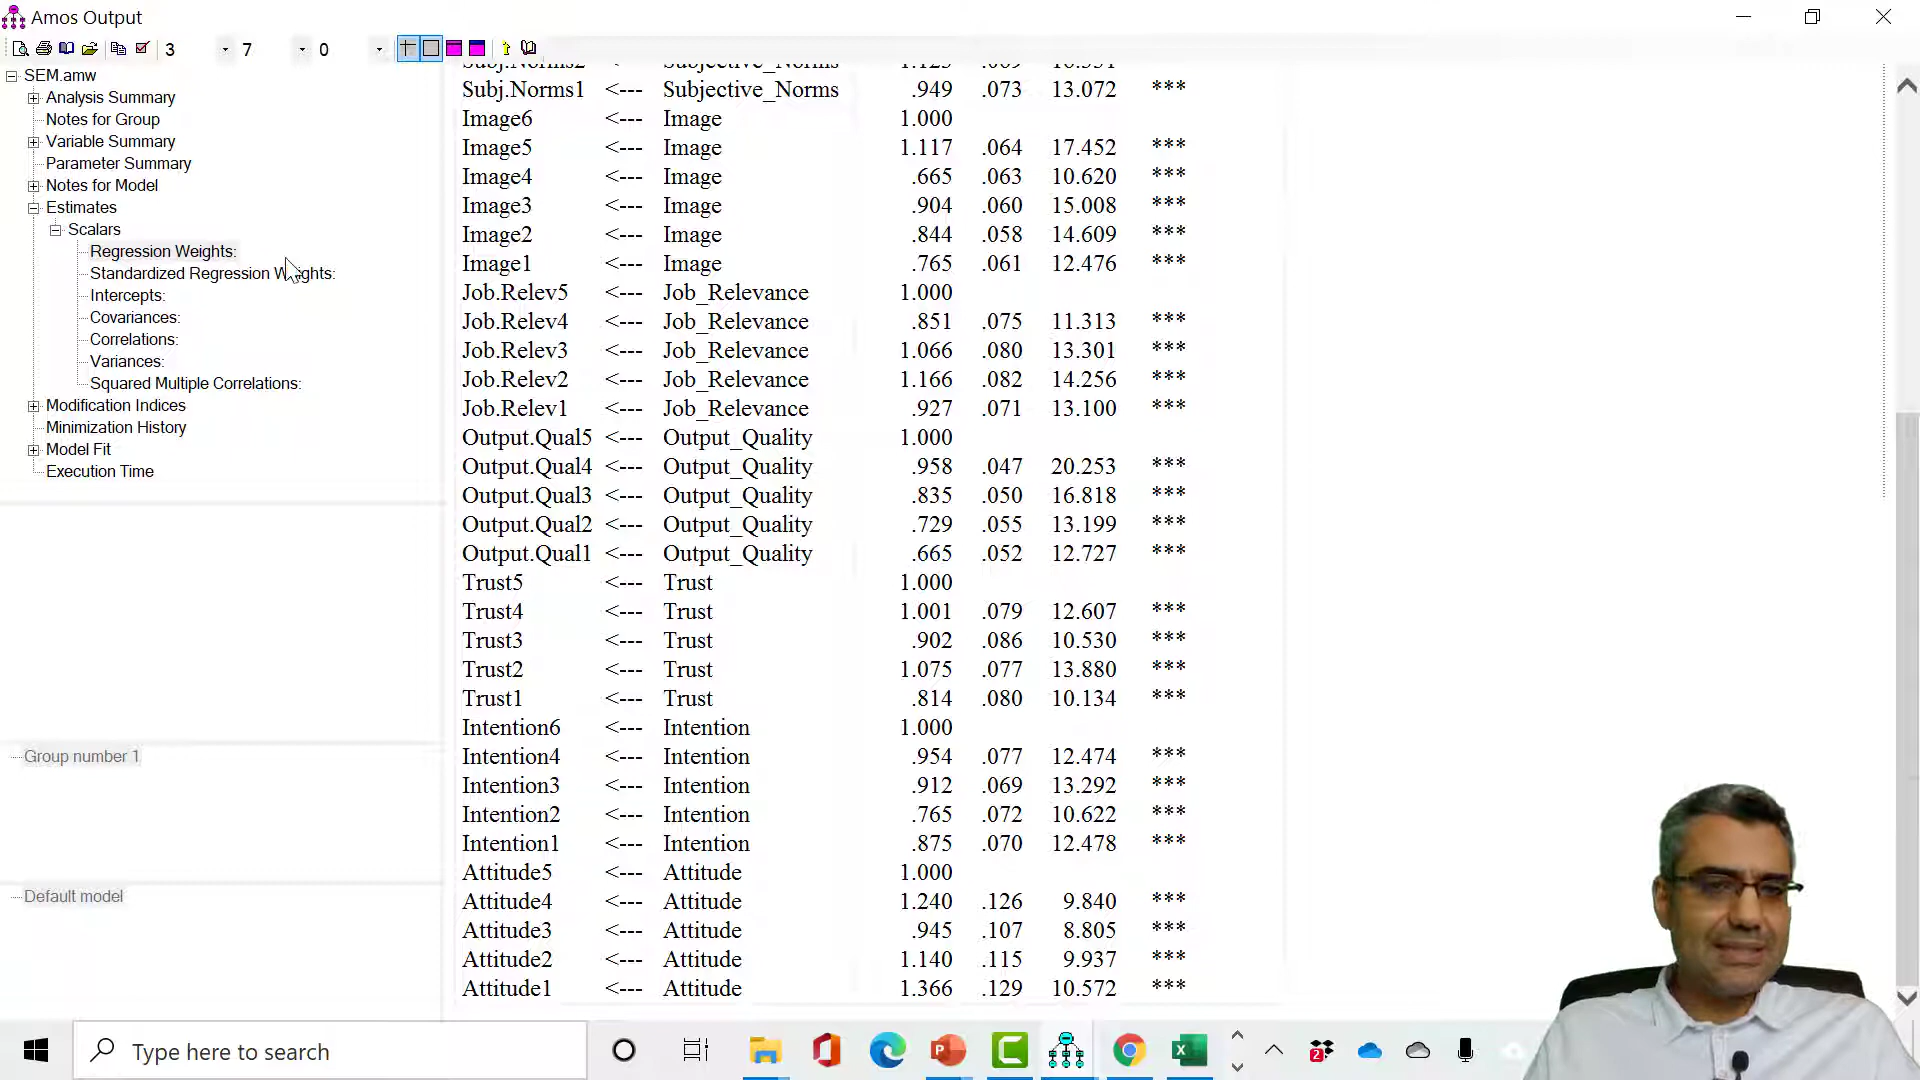 Amos Output
3 7 0
SEM.amw
Analysis Summary
Notes for Group
Variable Summary
Parameter Summary
Notes for Model
Estimates
Scalars
Regression Weights:
Standardized Regression Weights:
Intercepts:
Covariances:
Correlations:
Variances:
Squared Multiple Correlations:
Modification Indices
Minimization History
Model Fit
Execution Time
Group number 1
Default model
Subj.Norms2 <--- Subjective_Norms
Subj.Norms1 <--- Subjective_Norms .949 .073 13.072 ***
Image6 <--- Image 1.000
Image5 <--- Image 1.117 .064 17.452 ***
Image4 <--- Image .665 .063 10.620 ***
Image3 <--- Image .904 .060 15.008 ***
Image2 <--- Image .844 .058 14.609 ***
Image1 <--- Image .765 .061 12.476 ***
Job.Relev5 <--- Job_Relevance 1.000
Job.Relev4 <--- Job_Relevance .851 .075 11.313 ***
Job.Relev3 <--- Job_Relevance 1.066 .080 13.301 ***
Job.Relev2 <--- Job_Relevance 1.166 .082 14.256 ***
Job.Relev1 <--- Job_Relevance .927 .071 13.100 ***
Output.Qual5 <--- Output_Quality 1.000
Output.Qual4 <--- Output_Quality .958 .047 20.253 ***
Output.Qual3 <--- Output_Quality .835 .050 16.818 ***
Output.Qual2 <--- Output_Quality .729 .055 13.199 ***
Output.Qual1 <--- Output_Quality .665 .052 12.727 ***
Trust5 <--- Trust 1.000
Trust4 <--- Trust 1.001 .079 12.607 ***
Trust3 <--- Trust .902 .086 10.530 ***
Trust2 <--- Trust 1.075 .077 13.880 ***
Trust1 <--- Trust .814 .080 10.134 ***
Intention6 <--- Intention 1.000
Intention4 <--- Intention .954 .077 12.474 ***
Intention3 <--- Intention .912 .069 13.292 ***
Intention2 <--- Intention .765 .072 10.622 ***
Intention1 <--- Intention .875 .070 12.478 ***
Attitude5 <--- Attitude 1.000
Attitude4 <--- Attitude 1.240 .126 9.840 ***
Attitude3 <--- Attitude .945 .107 8.805 ***
Attitude2 <--- Attitude 1.140 .115 9.937 ***
Attitude1 <--- Attitude 1.366 .129 10.572 ***
Type here to search
2